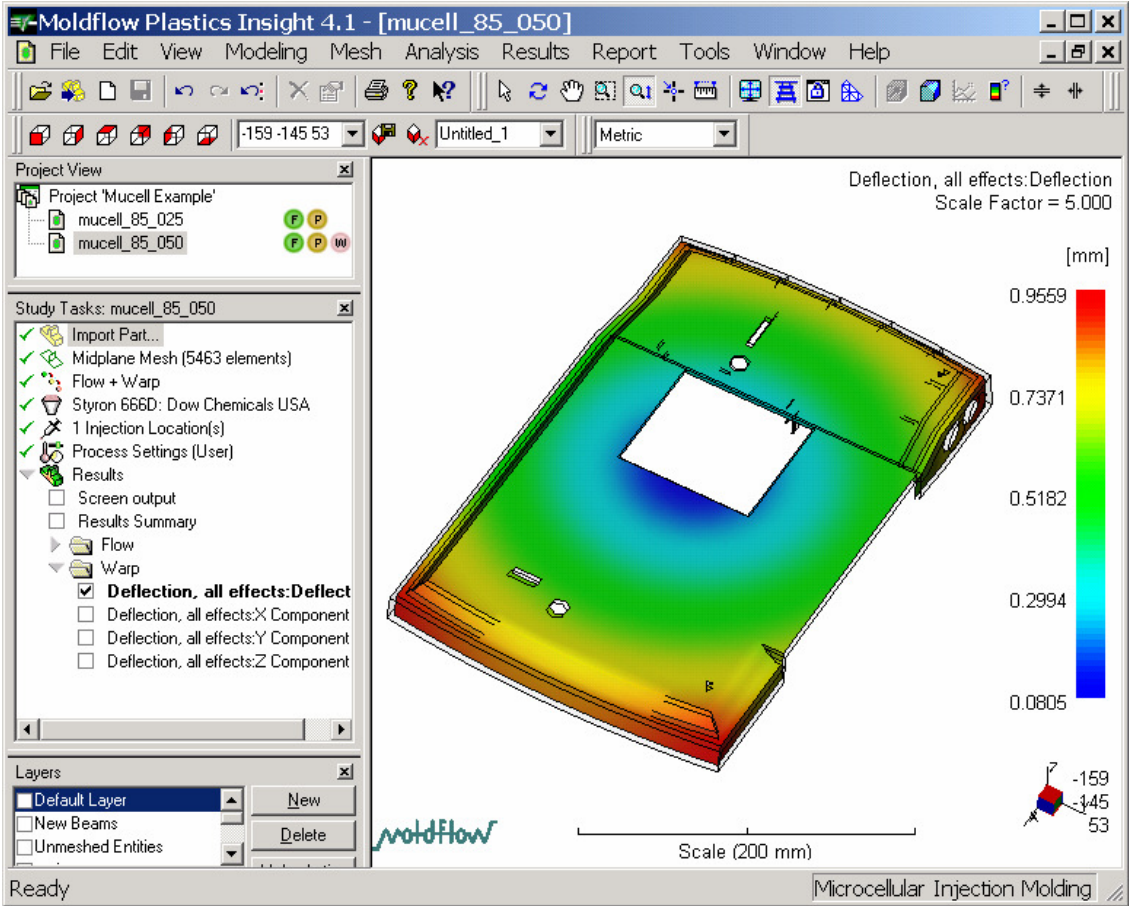 Moldflow Plastics Insight 4.1 - [mucell_85_050]
File Edit View Modeling Mesh Analysis Results Report Tools Window Help
-159 -145 53 Untitled_1 Metric
Project View
Project 'Mucell Example'
mucell_85_025 F P
mucell_85_050 F P W
Study Tasks: mucell_85_050
Import Part...
Midplane Mesh (5463 elements)
Flow + Warp
Styron 666D: Dow Chemicals USA
1 Injection Location(s)
Process Settings (User)
Results
Screen output
Results Summary
Flow
Warp
Deflection, all effects:Deflect
Deflection, all effects:X Component
Deflection, all effects:Y Component
Deflection, all effects:Z Component
Layers
Default Layer
New Beams
Unmeshed Entities
New
Delete
Deflection, all effects:Deflection
Scale Factor = 5.000
[mm]
0.9559
0.7371
0.5182
0.2994
0.0805
Z
-159
-145
53
moldflow
Scale (200 mm)
Ready
Microcellular Injection Molding